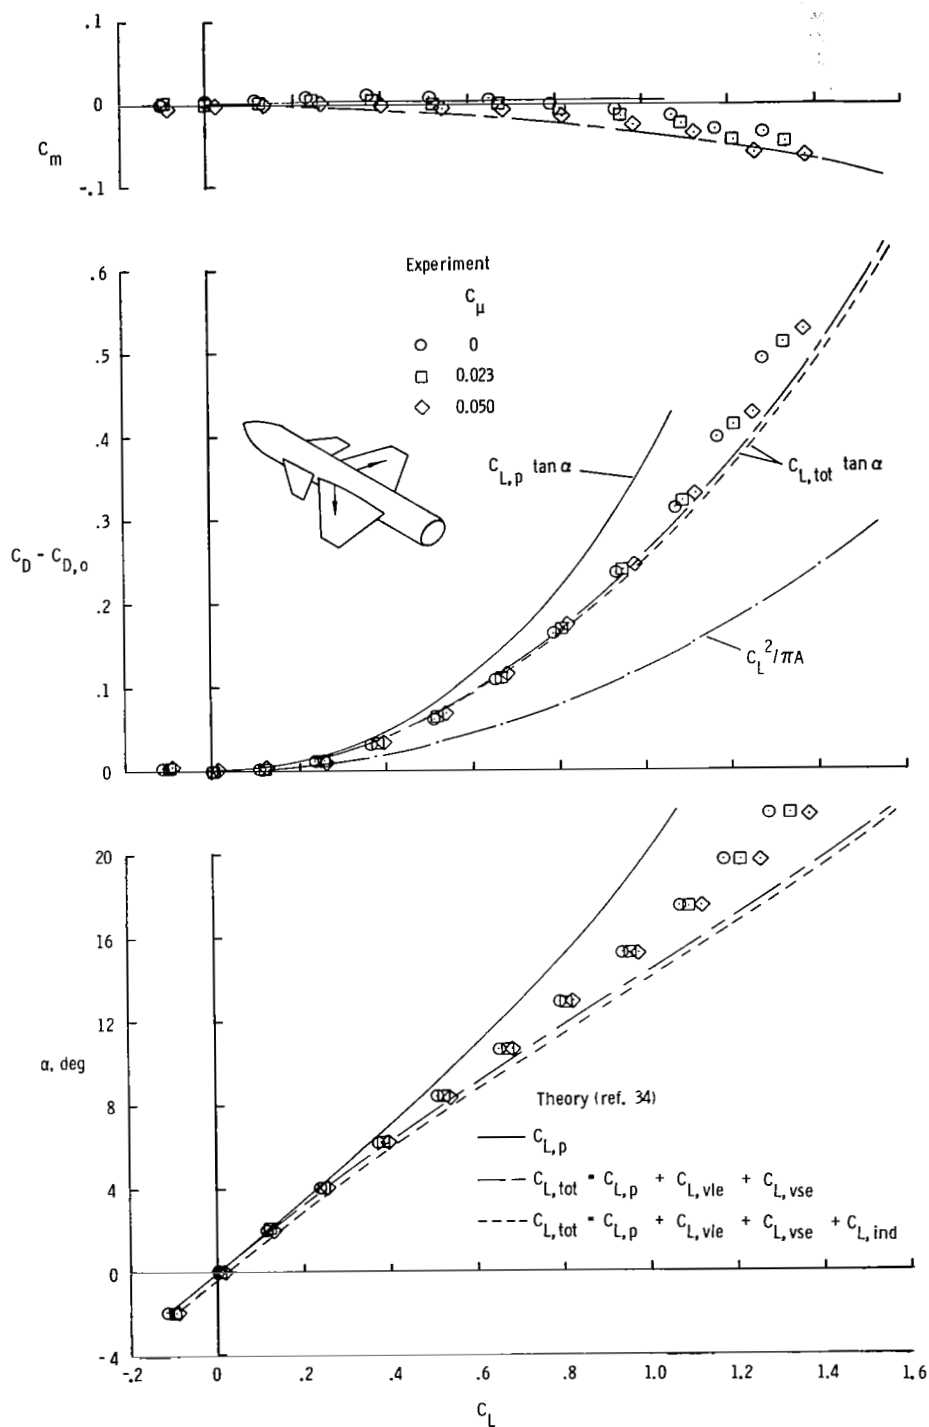 .1
0
-.1
C_m
Experiment
C_μ
0
0.023
0.050
.6
.5
.4
.3
.2
.1
0
C_D - C_D,o
C_L,p tan α
C_L,tot tan α
C_L^2/πA
20
16
12
8
4
0
-4
α, deg
Theory (ref. 34)
C_L,p
C_L,tot = C_L,p + C_L,vle + C_L,vse
C_L,tot = C_L,p + C_L,vle + C_L,vse + C_L,ind
-.2 0 .2 .4 .6 .8 1.0 1.2 1.4 1.6
C_L